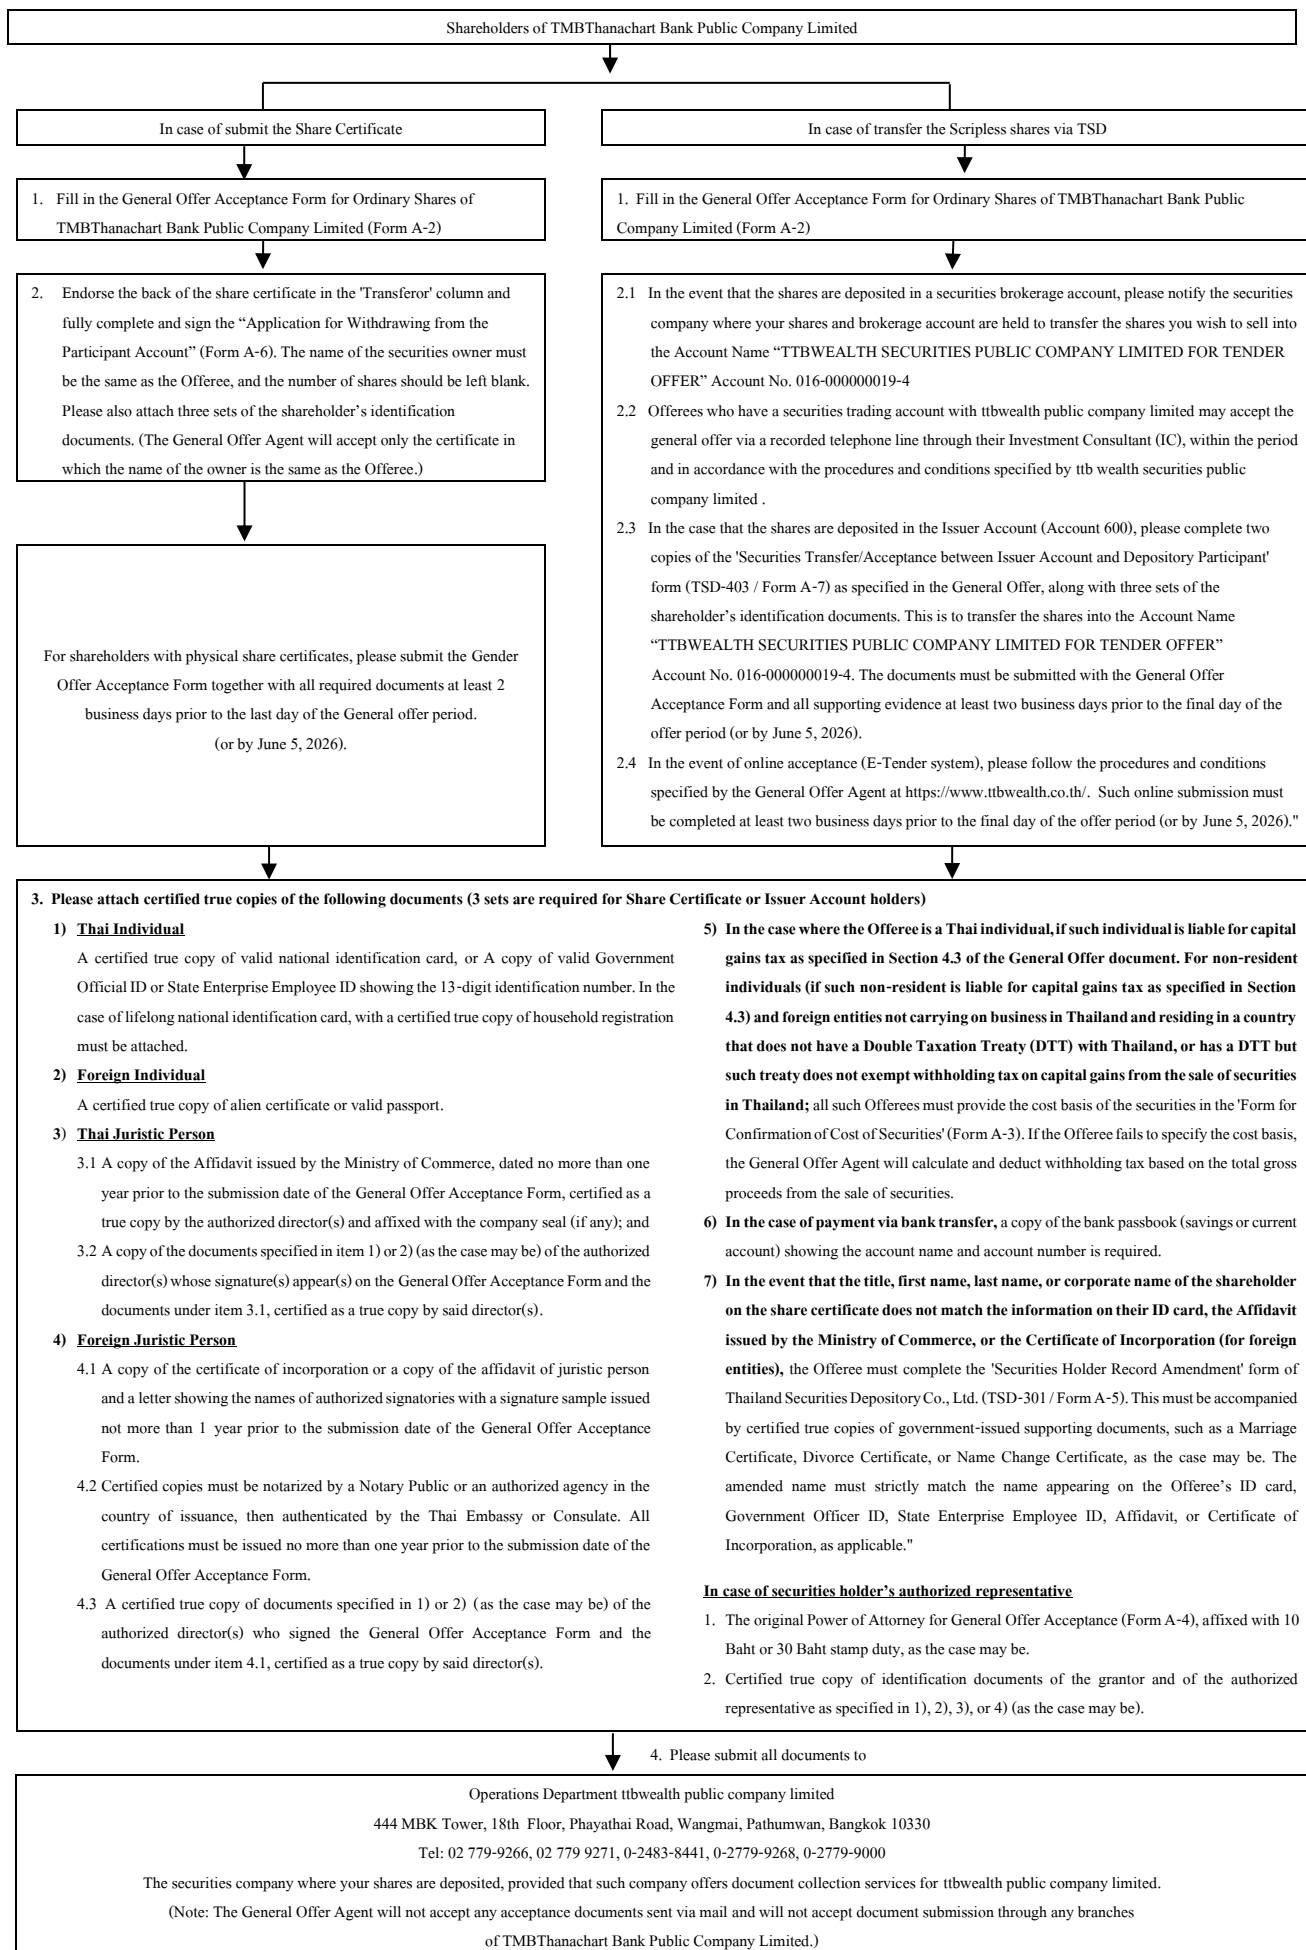 Shareholders of TMBThanachart Bank Public Company Limited
In case of submit the Share Certificate
1. Fill in the General Offer Acceptance Form for Ordinary Shares of
TMBThanachart Bank Public Company Limited (Form A-2)
2. Endorse the back of the share certificate in the 'Transferor' column and
fully complete and sign the “Application for Withdrawing from the
Participant Account” (Form A-6). The name of the securities owner must
be the same as the Offeree, and the number of shares should be left blank.
Please also attach three sets of the shareholder’s identification
documents. (The General Offer Agent will accept only the certificate in
which the name of the owner is the same as the Offeree.)
For shareholders with physical share certificates, please submit the Gender
Offer Acceptance Form together with all required documents at least 2
business days prior to the last day of the General offer period.
(or by June 5, 2026).
In case of transfer the Scripless shares via TSD
1. Fill in the General Offer Acceptance Form for Ordinary Shares of TMBThanachart Bank Public
Company Limited (Form A-2)
2.1 In the event that the shares are deposited in a securities brokerage account, please notify the securities
company where your shares and brokerage account are held to transfer the shares you wish to sell into
the Account Name “TTBWEALTH SECURITIES PUBLIC COMPANY LIMITED FOR TENDER
OFFER” Account No. 016-000000019-4
2.2 Offerees who have a securities trading account with ttbwealth public company limited may accept the
general offer via a recorded telephone line through their Investment Consultant (IC), within the period
and in accordance with the procedures and conditions specified by ttb wealth securities public
company limited .
2.3 In the case that the shares are deposited in the Issuer Account (Account 600), please complete two
copies of the 'Securities Transfer/Acceptance between Issuer Account and Depository Participant'
form (TSD-403 / Form A-7) as specified in the General Offer, along with three sets of the
shareholder’s identification documents. This is to transfer the shares into the Account Name
“TTBWEALTH SECURITIES PUBLIC COMPANY LIMITED FOR TENDER OFFER”
Account No. 016-000000019-4. The documents must be submitted with the General Offer
Acceptance Form and all supporting evidence at least two business days prior to the final day of the
offer period (or by June 5, 2026).
2.4 In the event of online acceptance (E-Tender system), please follow the procedures and conditions
specified by the General Offer Agent at https://www.ttbwealth.co.th/. Such online submission must
be completed at least two business days prior to the final day of the offer period (or by June 5, 2026)."
3. Please attach certified true copies of the following documents (3 sets are required for Share Certificate or Issuer Account holders)
1) Thai Individual
A certified true copy of valid national identification card, or A copy of valid Government
Official ID or State Enterprise Employee ID showing the 13-digit identification number. In the
case of lifelong national identification card, with a certified true copy of household registration
must be attached.
2) Foreign Individual
A certified true copy of alien certificate or valid passport.
3) Thai Juristic Person
3.1 A copy of the Affidavit issued by the Ministry of Commerce, dated no more than one
year prior to the submission date of the General Offer Acceptance Form, certified as a
true copy by the authorized director(s) and affixed with the company seal (if any); and
3.2 A copy of the documents specified in item 1) or 2) (as the case may be) of the authorized
director(s) whose signature(s) appear(s) on the General Offer Acceptance Form and the
documents under item 3.1, certified as a true copy by said director(s).
4) Foreign Juristic Person
4.1 A copy of the certificate of incorporation or a copy of the affidavit of juristic person
and a letter showing the names of authorized signatories with a signature sample issued
not more than 1 year prior to the submission date of the General Offer Acceptance
Form.
4.2 Certified copies must be notarized by a Notary Public or an authorized agency in the
country of issuance, then authenticated by the Thai Embassy or Consulate. All
certifications must be issued no more than one year prior to the submission date of the
General Offer Acceptance Form.
4.3 A certified true copy of documents specified in 1) or 2) (as the case may be) of the
authorized director(s) who signed the General Offer Acceptance Form and the
documents under item 4.1, certified as a true copy by said director(s).
5) In the case where the Offeree is a Thai individual, if such individual is liable for capital
gains tax as specified in Section 4.3 of the General Offer document. For non-resident
individuals (if such non-resident is liable for capital gains tax as specified in Section
4.3) and foreign entities not carrying on business in Thailand and residing in a country
that does not have a Double Taxation Treaty (DTT) with Thailand, or has a DTT but
such treaty does not exempt withholding tax on capital gains from the sale of securities
in Thailand; all such Offerees must provide the cost basis of the securities in the 'Form for
Confirmation of Cost of Securities' (Form A-3). If the Offeree fails to specify the cost basis,
the General Offer Agent will calculate and deduct withholding tax based on the total gross
proceeds from the sale of securities.
6) In the case of payment via bank transfer, a copy of the bank passbook (savings or current
account) showing the account name and account number is required.
7) In the event that the title, first name, last name, or corporate name of the shareholder
on the share certificate does not match the information on their ID card, the Affidavit
issued by the Ministry of Commerce, or the Certificate of Incorporation (for foreign
entities), the Offeree must complete the 'Securities Holder Record Amendment' form of
Thailand Securities Depository Co., Ltd. (TSD-301 / Form A-5). This must be accompanied
by certified true copies of government-issued supporting documents, such as a Marriage
Certificate, Divorce Certificate, or Name Change Certificate, as the case may be. The
amended name must strictly match the name appearing on the Offeree’s ID card,
Government Officer ID, State Enterprise Employee ID, Affidavit, or Certificate of
Incorporation, as applicable."
In case of securities holder’s authorized representative
1. The original Power of Attorney for General Offer Acceptance (Form A-4), affixed with 10
Baht or 30 Baht stamp duty, as the case may be.
2. Certified true copy of identification documents of the grantor and of the authorized
representative as specified in 1), 2), 3), or 4) (as the case may be).
4. Please submit all documents to
Operations Department ttbwealth public company limited
444 MBK Tower, 18th Floor, Phayathai Road, Wangmai, Pathumwan, Bangkok 10330
Tel: 02 779-9266, 02 779 9271, 0-2483-8441, 0-2779-9268, 0-2779-9000
The securities company where your shares are deposited, provided that such company offers document collection services for ttbwealth public company limited.
(Note: The General Offer Agent will not accept any acceptance documents sent via mail and will not accept document submission through any branches
of TMBThanachart Bank Public Company Limited.)